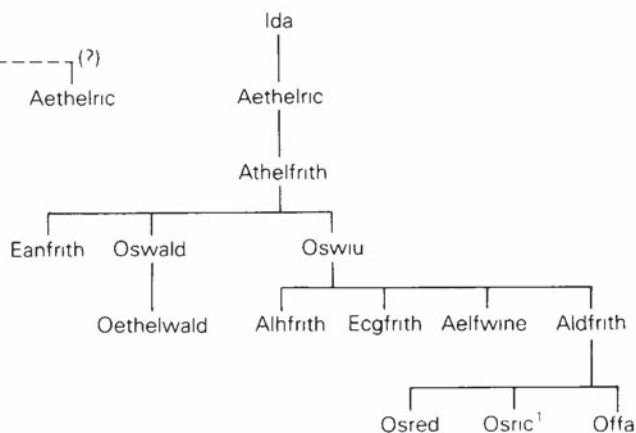 Ida
(?)
Aethelric Aethelric
Athelfrith
Eanfrith Oswald Oswiu
Oethelwald Alhfrith Ecgfrith Aelfwine Aldfrith
Osred Osric¹ Offa